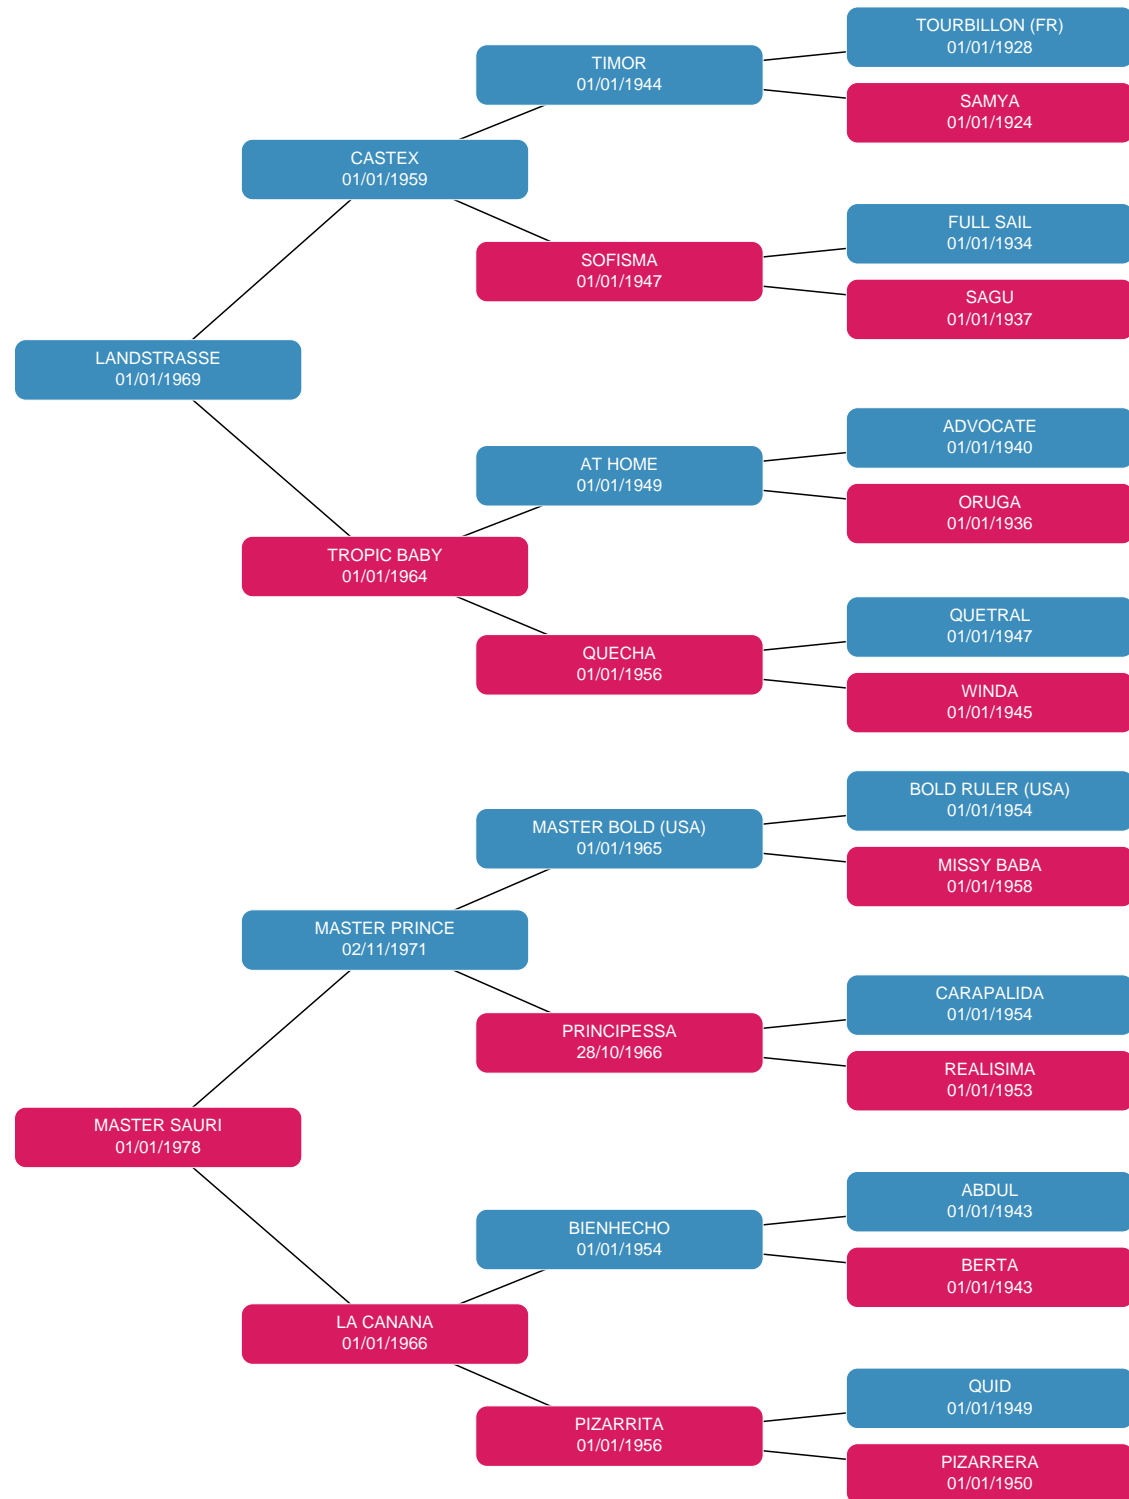 TOURBILLON (FR)
01/01/1928
TIMOR
01/01/1944
SAMYA
01/01/1924
CASTEX
01/01/1959
FULL SAIL
01/01/1934
SOFISMA
01/01/1947
SAGU
01/01/1937
LANDSTRASSE
01/01/1969
ADVOCATE
01/01/1940
AT HOME
01/01/1949
ORUGA
01/01/1936
TROPIC BABY
01/01/1964
QUETRAL
01/01/1947
QUECHA
01/01/1956
WINDA
01/01/1945
BOLD RULER (USA)
01/01/1954
MASTER BOLD (USA)
01/01/1965
MISSY BABA
01/01/1958
MASTER PRINCE
02/11/1971
CARAPALIDA
01/01/1954
PRINCIPESSA
28/10/1966
REALISIMA
01/01/1953
MASTER SAURI
01/01/1978
ABDUL
01/01/1943
BIENHECHO
01/01/1954
BERTA
01/01/1943
LA CANANA
01/01/1966
QUID
01/01/1949
PIZARRITA
01/01/1956
PIZARRERA
01/01/1950